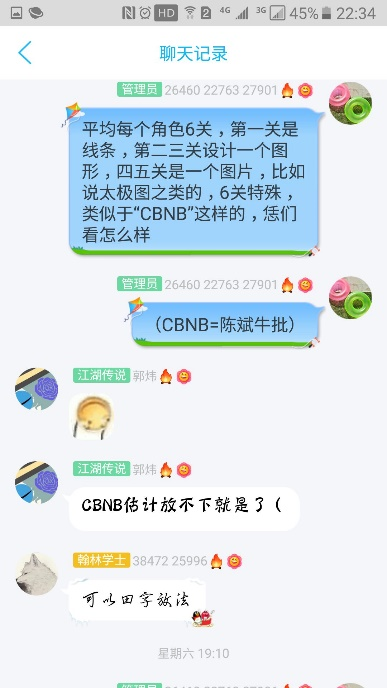 HD 2 4G 3G 45% 22:34
聊天记录
管理员 26460 22763 27901
平均每个角色6关，第一关是
线条，第二三关设计一个图
形，四五关是一个图片，比如
说太极图之类的，6关特殊，
类似于“CBNB”这样的，恁们
看怎么样
管理员 26460 22763 27901
（CBNB=陈斌牛批）
江湖传说 郭炜
江湖传说 郭炜
CBNB估计放不下就是了（
翰林学士 38472 25996
可以田字放法
星期六 19:10